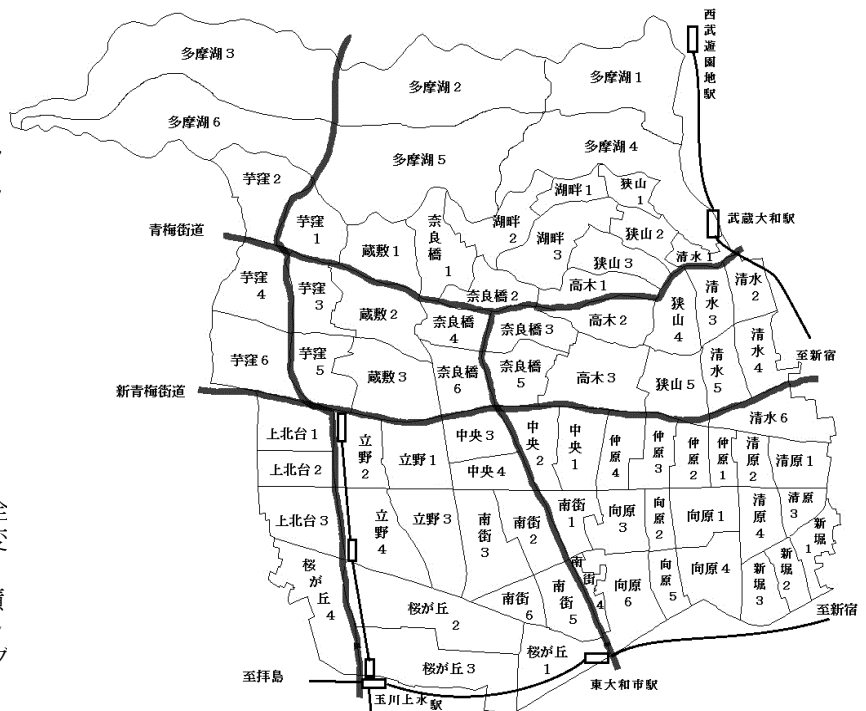 西武遊園地駅
多摩湖3
多摩湖2
多摩湖1
多摩湖6
多摩湖5
多摩湖4
芋窪2
湖畔1
狭山1
武蔵大和駅
青梅街道
芋窪1
蔵敷1
奈良橋1
湖畔2
湖畔3
狭山2
狭山3
清水1
芋窪4
芋窪3
蔵敷2
奈良橋2
高木1
清水3
清水2
奈良橋4
奈良橋3
高木2
狭山4
清水4
至新宿
芋窪6
芋窪5
蔵敷3
奈良橋6
奈良橋5
高木3
狭山5
清水5
新青梅街道
清水6
上北台1
立野2
立野1
中央3
中央2
中央1
仲原4
仲原3
仲原2
仲原1
清原2
清原1
上北台2
中央4
上北台3
立野4
立野3
南街3
南街2
南街1
向原3
向原2
向原1
清原4
清原3
新堀1
桜が丘4
桜が丘2
南街6
南街5
南街4
向原6
向原5
向原4
新堀3
新堀2
至新宿
至拝島
桜が丘3
桜が丘1
玉川上水駅
東大和市駅